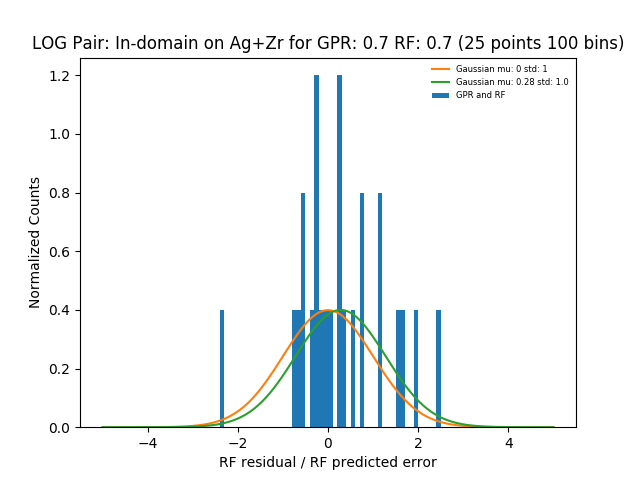 LOG Pair: In-domain on Ag+Zr for GPR: 0.7 RF: 0.7 (25 points 100 bins)
Gaussian mu: 0 std: 1
Gaussian mu: 0.28 std: 1.0
GPR and RF
Normalized Counts
1.2
1.0
0.8
0.6
0.4
0.2
0.0
−4
−2
0
2
4
RF residual / RF predicted error